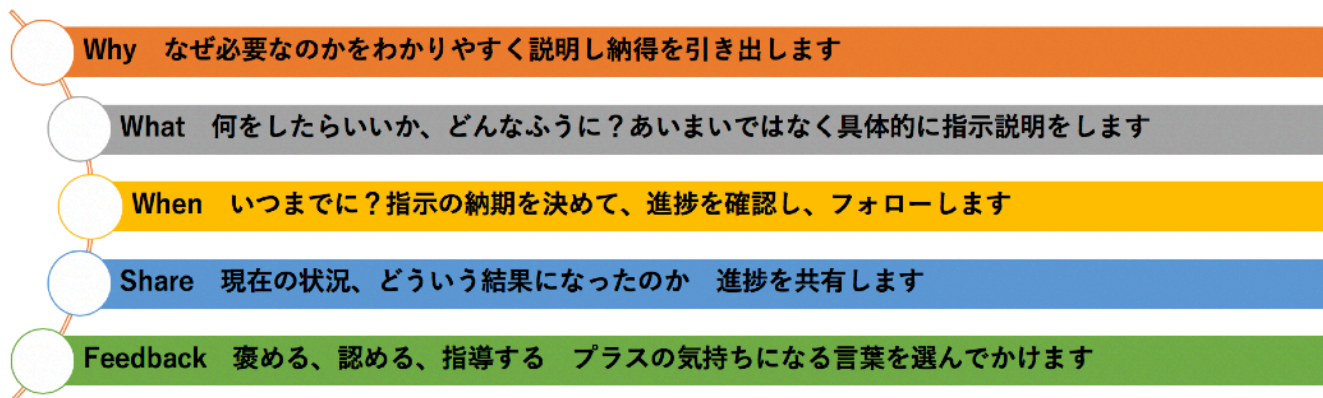 Why　なぜ必要なのかをわかりやすく説明し納得を引き出します
What　何をしたらいいか、どんなふうに？あいまいではなく具体的に指示説明をします
When　いつまでに？指示の納期を決めて、進捗を確認し、フォローします
Share　現在の状況、どういう結果になったのか　進捗を共有します
Feedback　褒める、認める、指導する　プラスの気持ちになる言葉を選んでかけます